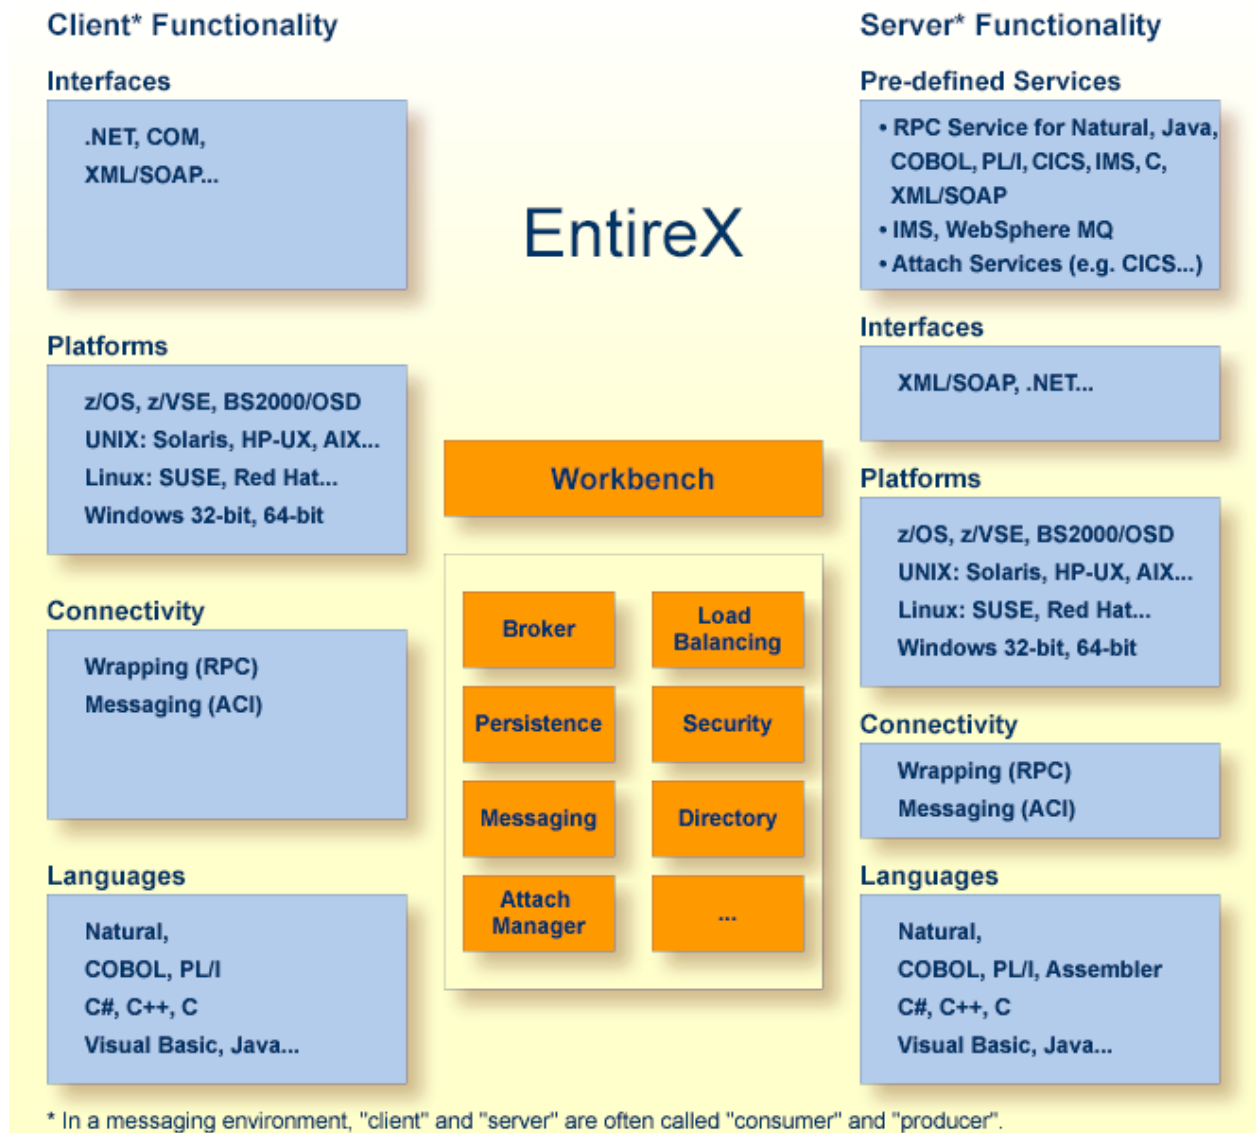 Client* Functionality
Interfaces
.NET, COM,
XML/SOAP...
Platforms
z/OS, z/VSE, BS2000/OSD
UNIX: Solaris, HP-UX, AIX...
Linux: SUSE, Red Hat...
Windows 32-bit, 64-bit
Connectivity
Wrapping (RPC)
Messaging (ACI)
Languages
Natural,
COBOL, PL/I
C#, C++, C
Visual Basic, Java...
EntireX
Workbench
Broker
Load
Balancing
Persistence
Security
Messaging
Directory
Attach
Manager
...
Server* Functionality
Pre-defined Services
• RPC Service for Natural, Java,
COBOL, PL/I, CICS, IMS, C,
XML/SOAP
• IMS, WebSphere MQ
• Attach Services (e.g. CICS...)
Interfaces
XML/SOAP, .NET...
Platforms
z/OS, z/VSE, BS2000/OSD
UNIX: Solaris, HP-UX, AIX...
Linux: SUSE, Red Hat...
Windows 32-bit, 64-bit
Connectivity
Wrapping (RPC)
Messaging (ACI)
Languages
Natural,
COBOL, PL/I, Assembler
C#, C++, C
Visual Basic, Java...
* In a messaging environment, "client" and "server" are often called "consumer" and "producer".